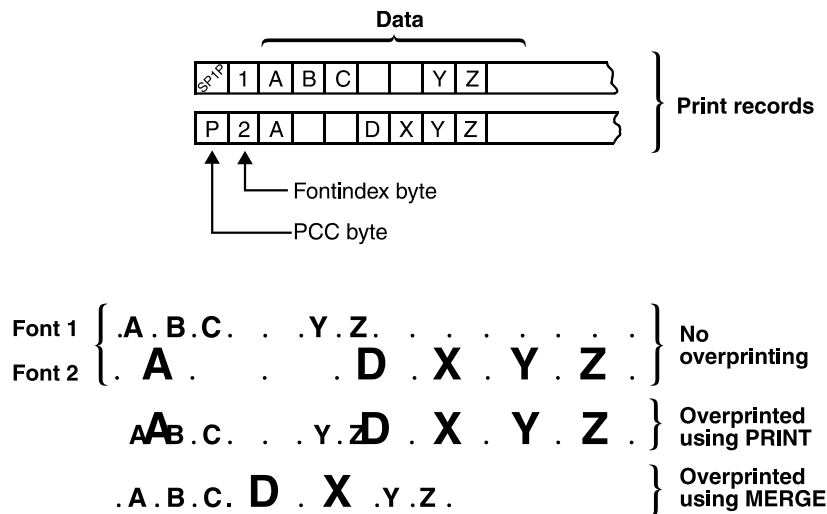 Data
SP1P 1 A B C Y Z
Print records
P 2 A D X Y Z
Fontindex byte
PCC byte
Font 1 .A . B . C . . . Y . Z . . . . . . . .
No
overprinting
Font 2 . A . . . D . X . Y . Z .
AAB . C . . . Y . ZD . X . Y . Z .
Overprinted
using PRINT
. A . B . C . D . X . Y . Z .
Overprinted
using MERGE